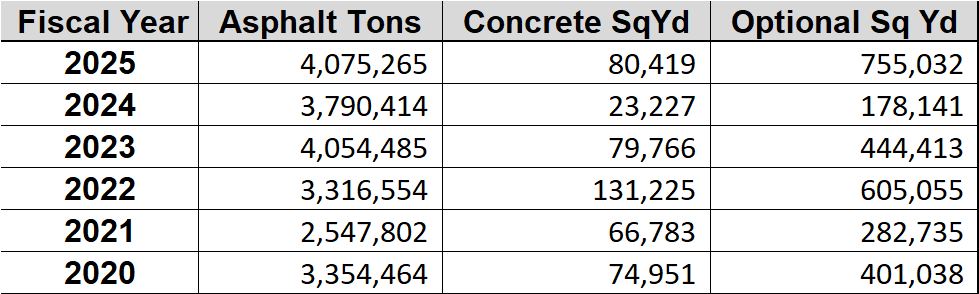 Fiscal Year Asphalt Tons Concrete SqYd Optional Sq Yd
2025 4,075,265 80,419 755,032
2024 3,790,414 23,227 178,141
2023 4,054,485 79,766 444,413
2022 3,316,554 131,225 605,055
2021 2,547,802 66,783 282,735
2020 3,354,464 74,951 401,038